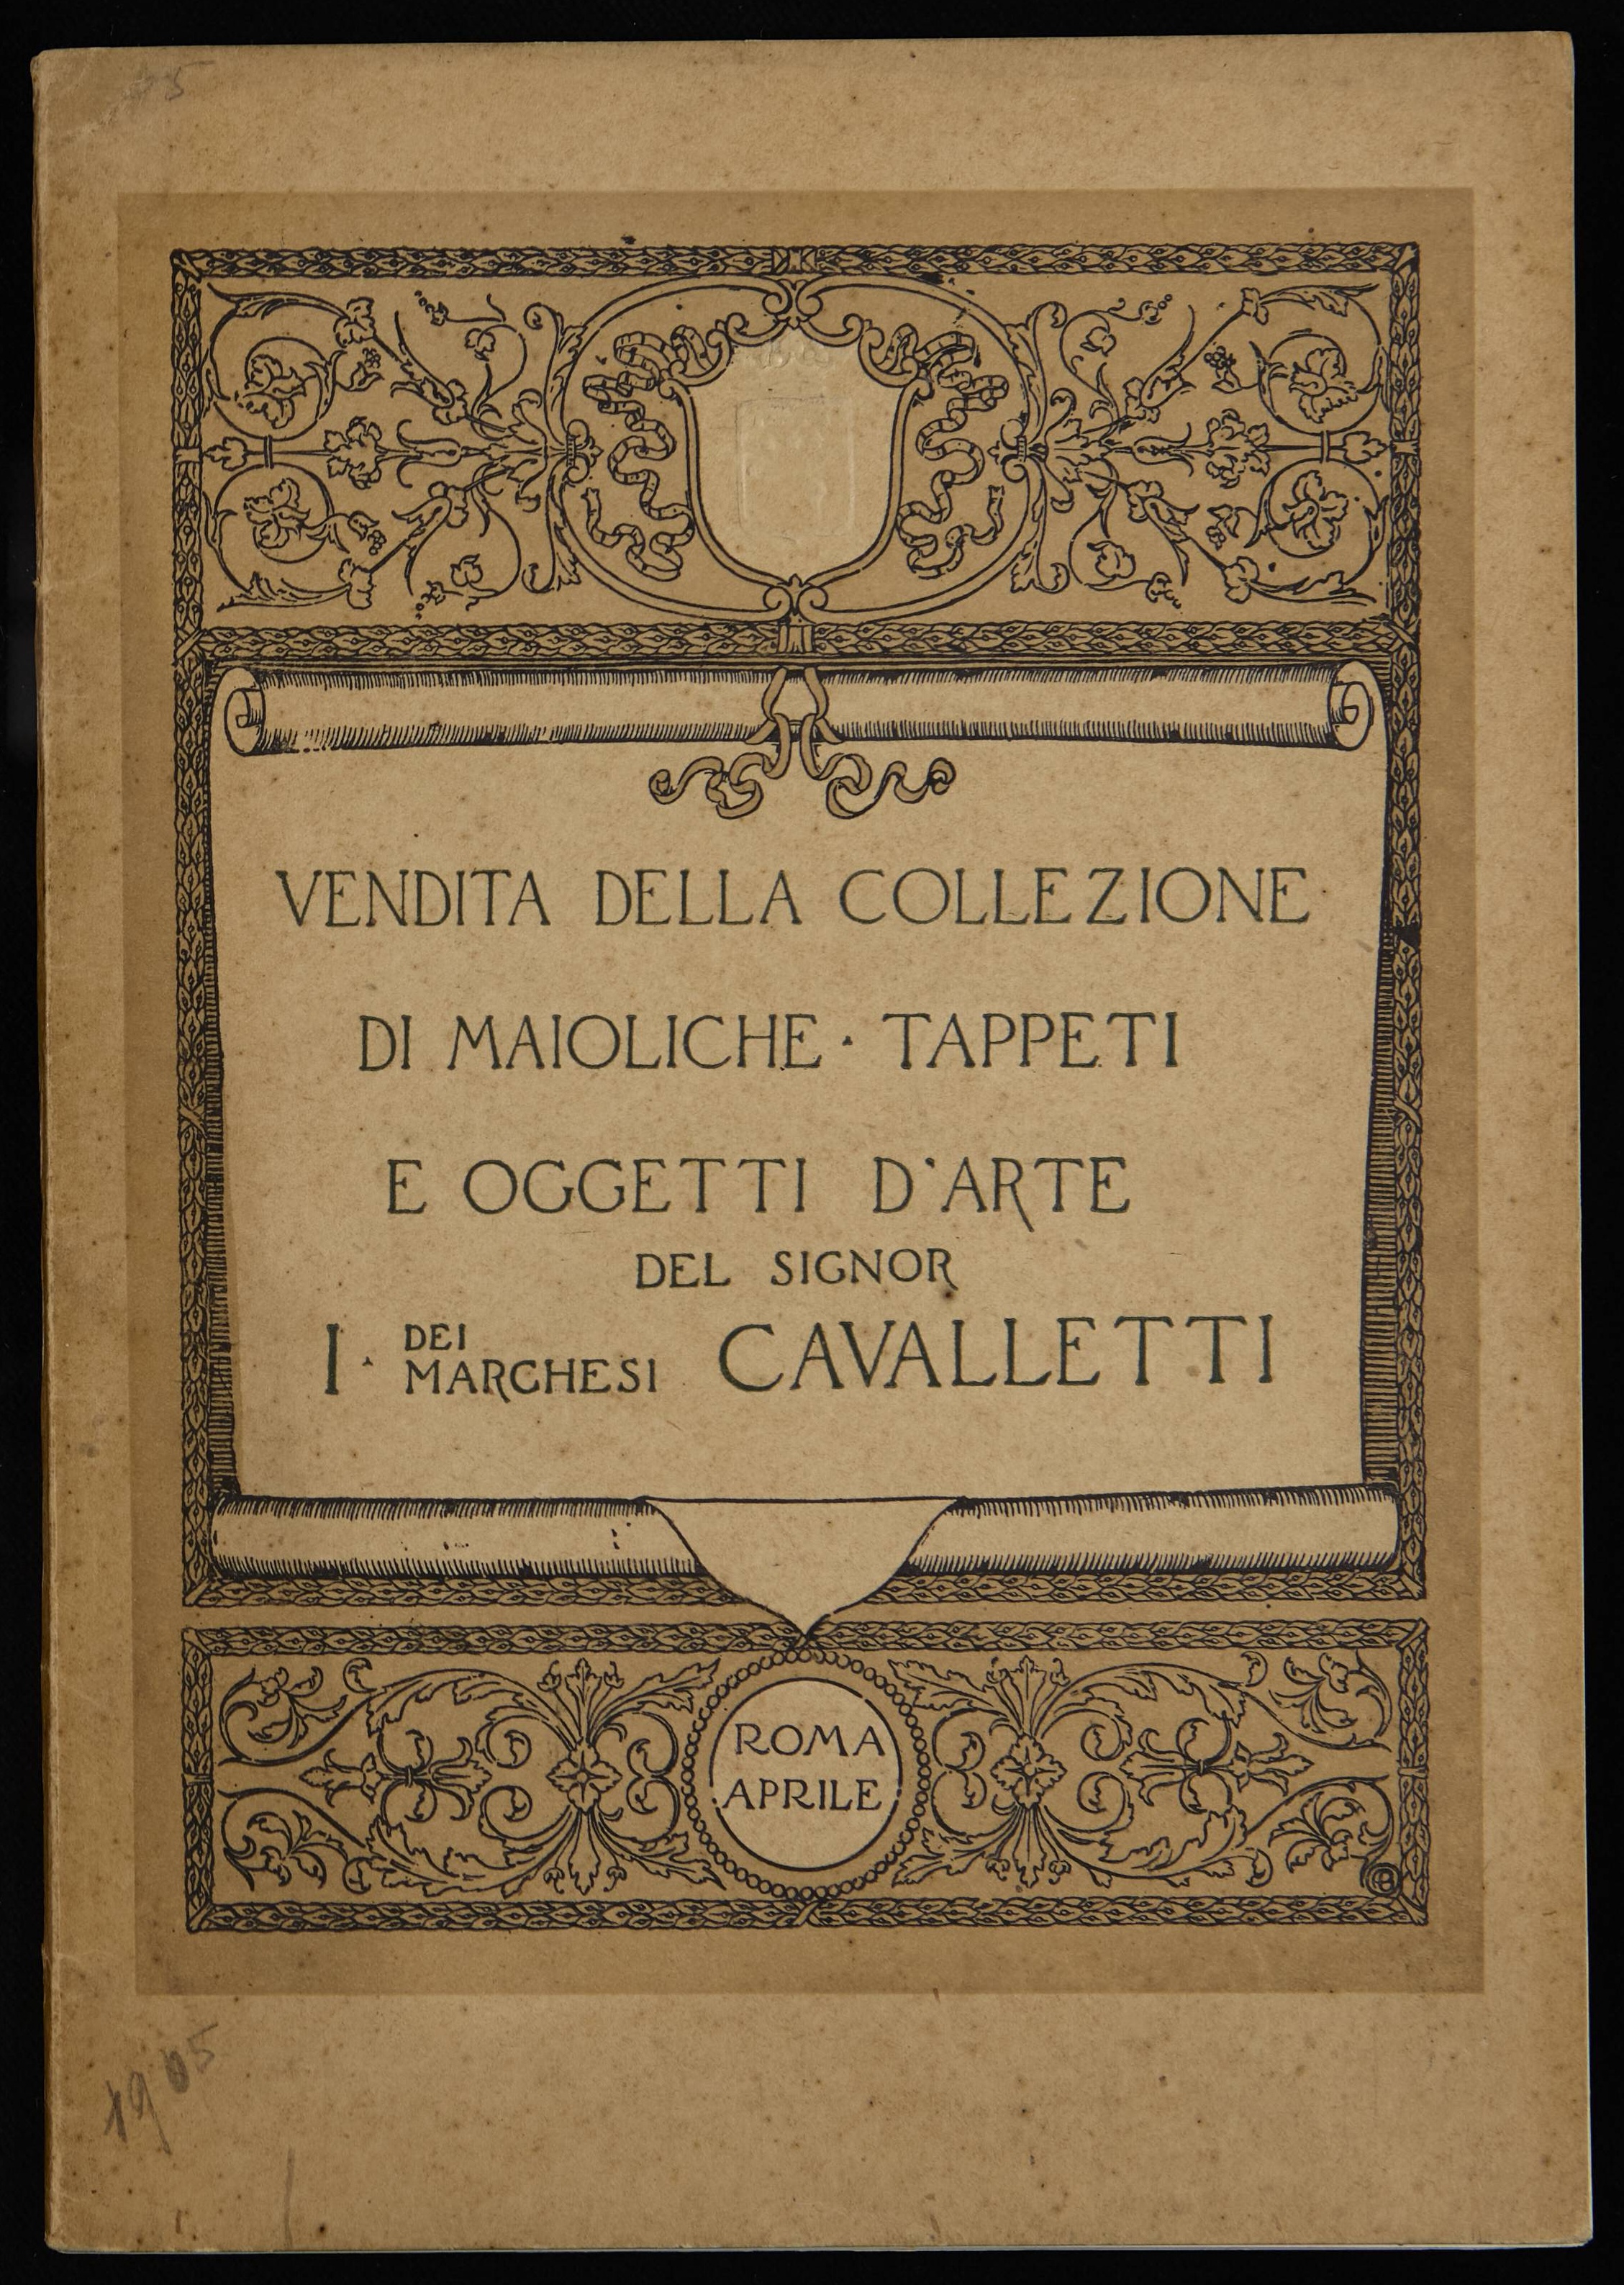 VENDITA DELLA COLLEZIONE
DI MAIOLICHE · TAPPETI
E OGGETTI D'ARTE
DEL SIGNOR
I · DEI MARCHESI CAVALLETTI
ROMA
APRILE
1905